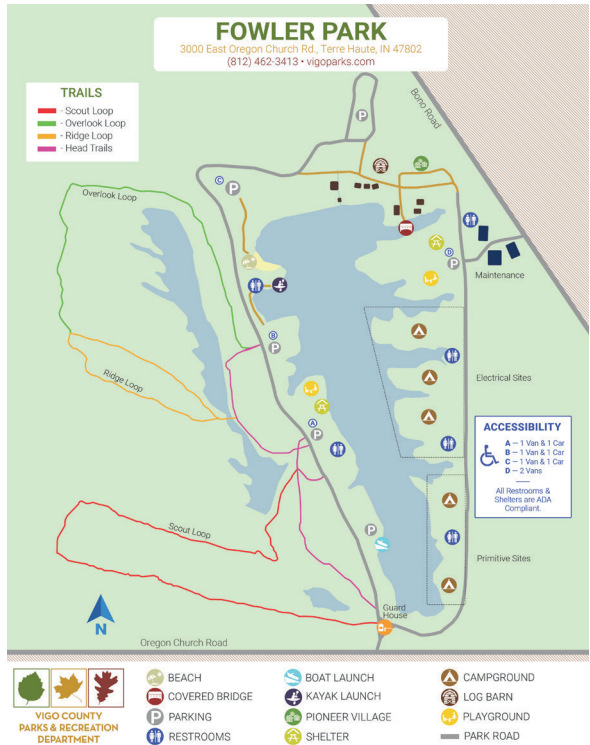 FOWLER PARK
3000 East Oregon Church Rd., Terre Haute, IN 47802
(812) 462-3413 • vigoparks.com
TRAILS
- Scout Loop
- Overlook Loop
- Ridge Loop
- Head Trails
Bono Road
P
C
P
Overlook Loop
D
P
Maintenance
B
P
Ridge Loop
Electrical Sites
A
P
ACCESSIBILITY
A – 1 Van & 1 Car
B – 1 Van & 1 Car
C – 1 Van & 1 Car
D – 2 Vans
All Restrooms &
Shelters are ADA
Compliant.
Scout Loop
P
Primitive Sites
Guard
House
N
Oregon Church Road
VIGO COUNTY
PARKS & RECREATION
DEPARTMENT
BEACH
COVERED BRIDGE
P PARKING
RESTROOMS
BOAT LAUNCH
KAYAK LAUNCH
PIONEER VILLAGE
SHELTER
CAMPGROUND
LOG BARN
PLAYGROUND
PARK ROAD